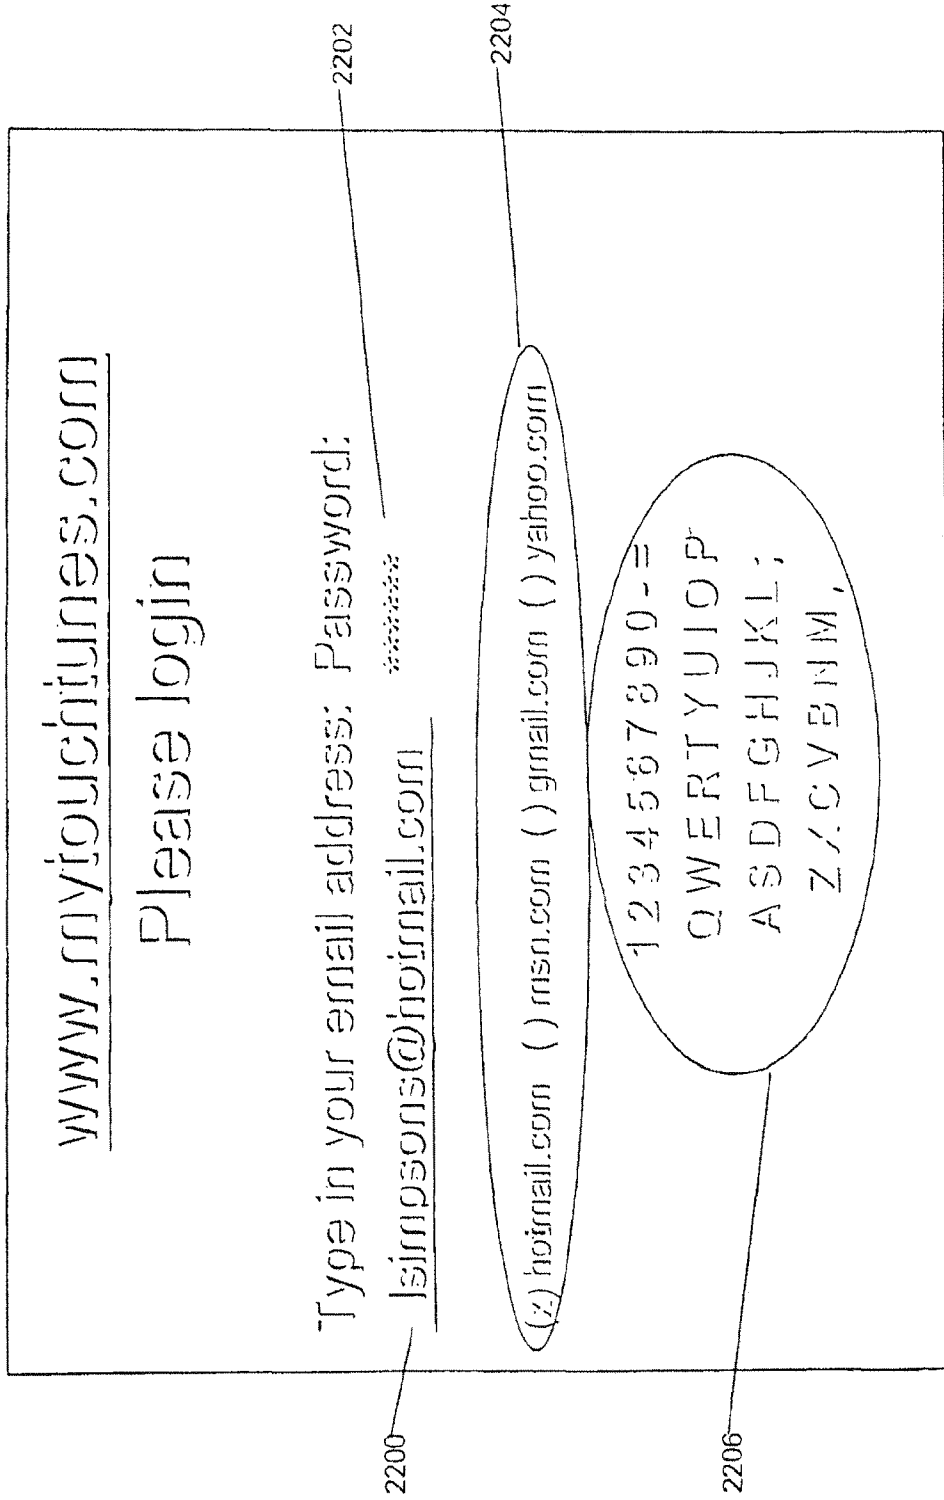 www.mytouchtunes.com
Please login
Type in your email address: Password:
lsimpsons@hotmail.com ******
(x) hotmail.com ( ) msn.com ( ) gmail.com ( ) yahoo.com
1 2 3 4 5 6 7 8 9 0 - =
Q W E R T Y U I O P
A S D F G H J K L ;
Z X C V B N M ,
2200
2202
2204
2206